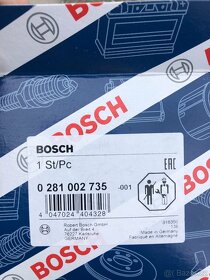 BOSCH
BOSCH
1 St/Pc
0 281 002 735
-001
EAC
4 047024 404328
Robert Bosch GmbH
Auf der Breit 4
76227 Karlsruhe
GERMANY
Made in Germany
Fabriqué en Allemagne